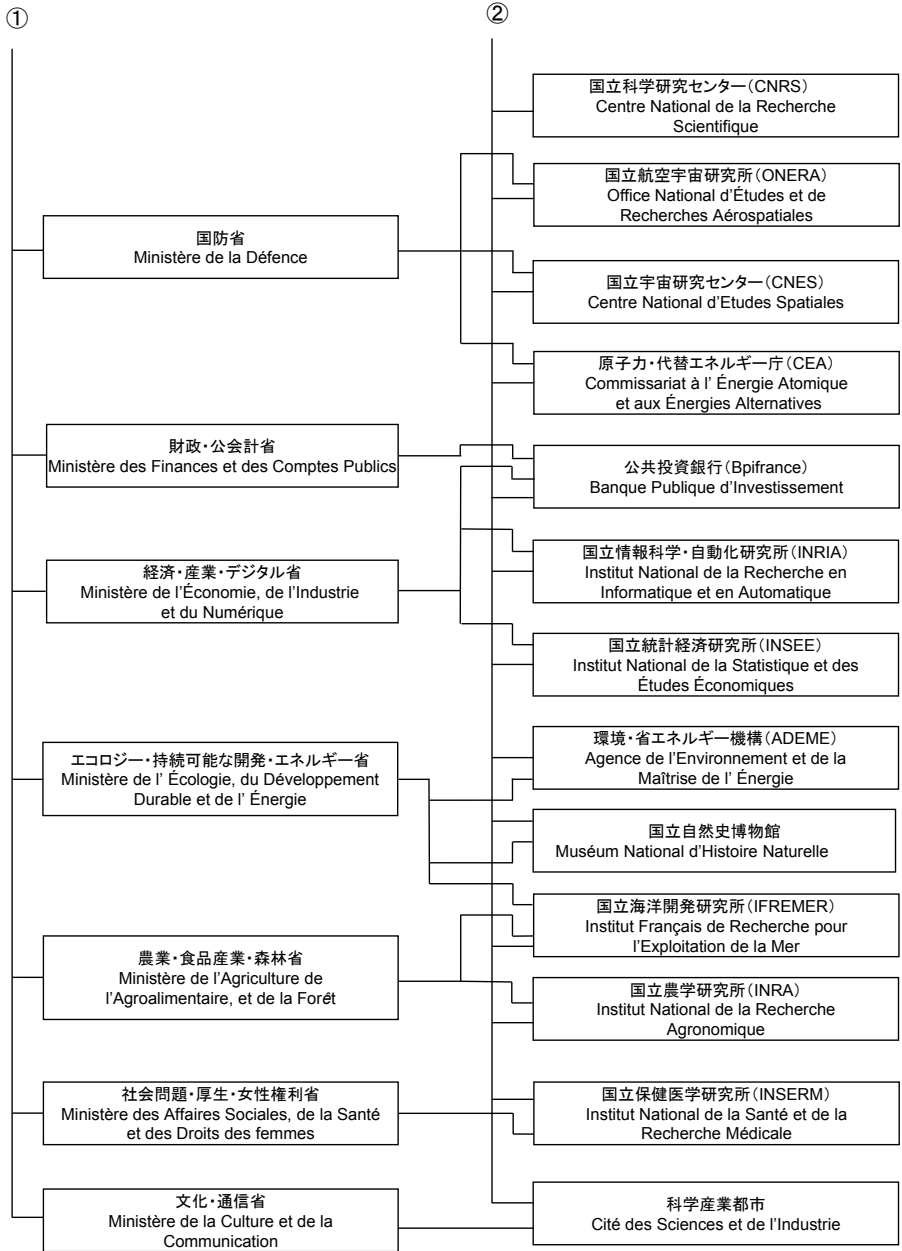 ①
国防省
Ministère de la Défence
財政・公会計省
Ministère des Finances et des Comptes Publics
経済・産業・デジタル省
Ministère de l'Économie, de l'Industrie
et du Numérique
エコロジー・持続可能な開発・エネルギー省
Ministère de l' Écologie, du Développement
Durable et de l' Énergie
農業・食品産業・森林省
Ministère de l'Agriculture de
l'Agroalimentaire, et de la Forêt
社会問題・厚生・女性権利省
Ministère des Affaires Sociales, de la Santé
et des Droits des femmes
文化・通信省
Ministère de la Culture et de la
Communication
②
国立科学研究センター(CNRS)
Centre National de la Recherche
Scientifique
国立航空宇宙研究所(ONERA)
Office National d'Études et de
Recherches Aérospatiales
国立宇宙研究センター(CNES)
Centre National d'Etudes Spatiales
原子力・代替エネルギー庁(CEA)
Commissariat à l' Énergie Atomique
et aux Énergies Alternatives
公共投資銀行(Bpifrance)
Banque Publique d'Investissement
国立情報科学・自動化研究所(INRIA)
Institut National de la Recherche en
Informatique et en Automatique
国立統計経済研究所(INSEE)
Institut National de la Statistique et des
Études Économiques
環境・省エネルギー機構(ADEME)
Agence de l'Environnement et de la
Maîtrise de l' Énergie
国立自然史博物館
Muséum National d'Histoire Naturelle
国立海洋開発研究所(IFREMER)
Institut Français de Recherche pour
l'Exploitation de la Mer
国立農学研究所(INRA)
Institut National de la Recherche
Agronomique
国立保健医学研究所(INSERM)
Institut National de la Santé et de la
Recherche Médicale
科学産業都市
Cité des Sciences et de l'Industrie